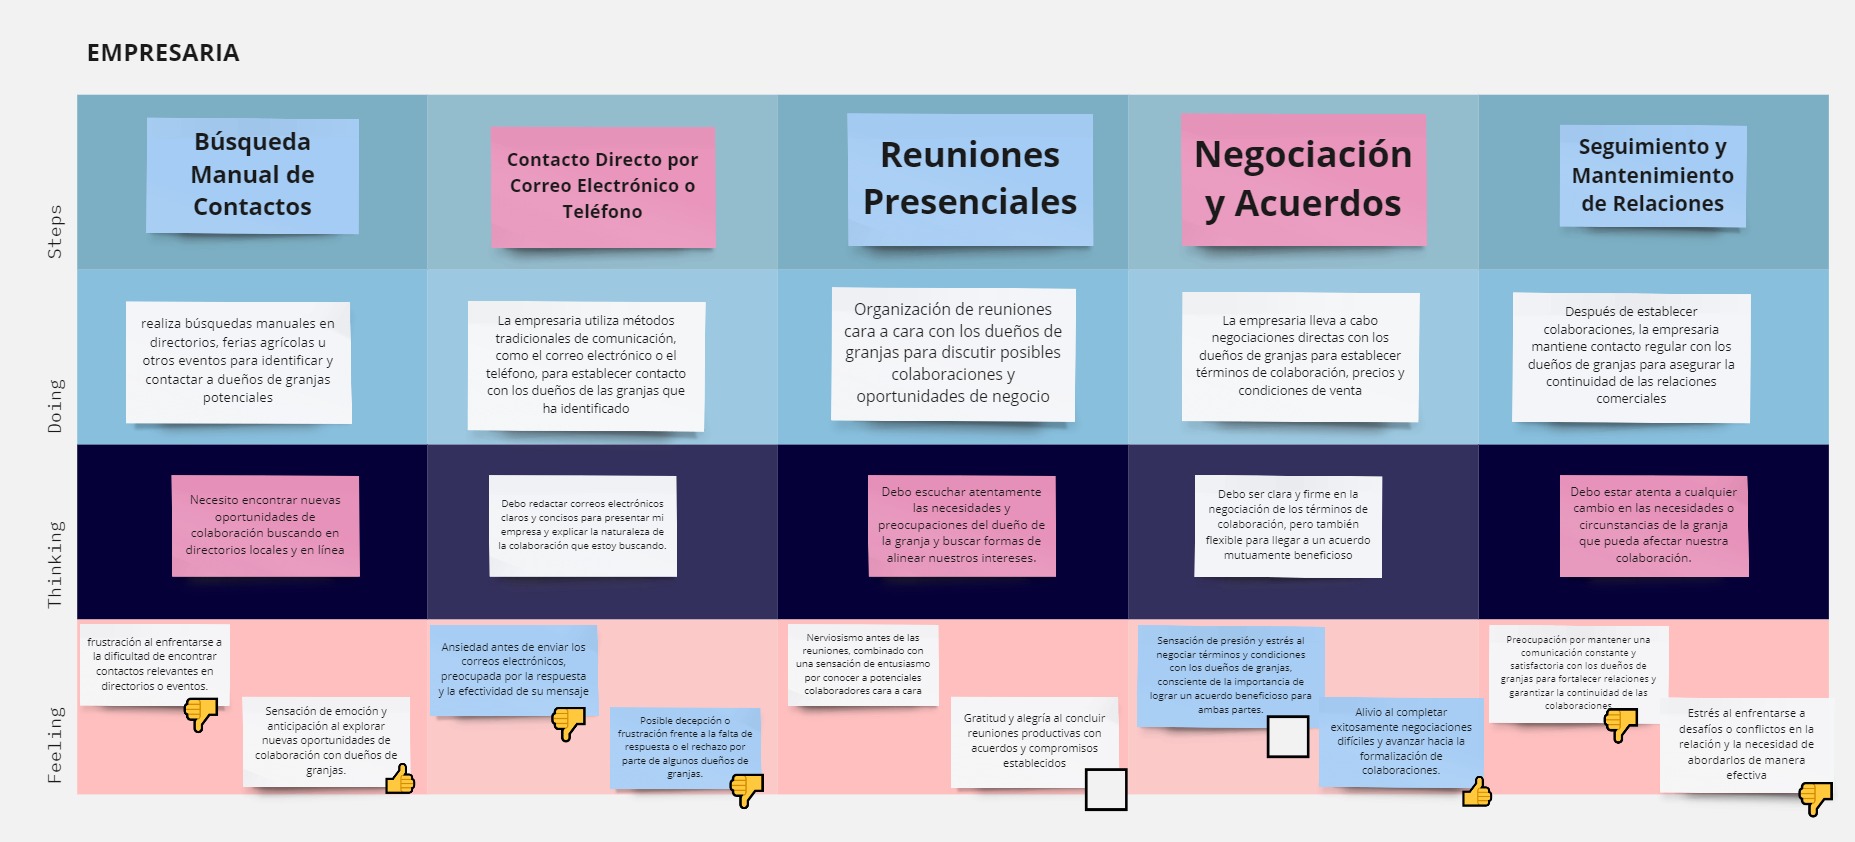 EMPRESARIA
Steps
Búsqueda
Manual de
Contactos
Contacto Directo por
Correo Electrónico o
Teléfono
Reuniones
Presenciales
Negociación
y Acuerdos
Seguimiento y
Mantenimiento
de Relaciones
Doing
realiza búsquedas manuales en
directorios, ferias agrícolas u
otros eventos para identificar y
contactar a dueños de granjas
potenciales
La empresaria utiliza métodos
tradicionales de comunicación,
como el correo electrónico o el
teléfono, para establecer contacto
con los dueños de las granjas que
ha identificado
Organización de reuniones
cara a cara con los dueños de
granjas para discutir posibles
colaboraciones y
oportunidades de negocio
La empresaria lleva a cabo
negociaciones directas con los
dueños de granjas para establecer
términos de colaboración, precios y
condiciones de venta
Después de establecer
colaboraciones, la empresaria
mantiene contacto regular con los
dueños de granjas para asegurar la
continuidad de las relaciones
comerciales
Thinking
Necesito encontrar nuevas
oportunidades de
colaboración buscando en
directorios locales y en línea
Debo redactar correos electrónicos
claros y concisos para presentar mi
empresa y explicar la naturaleza de
la colaboración que estoy buscando.
Debo escuchar atentamente
las necesidades y
preocupaciones del dueño de
la granja y buscar formas de
alinear nuestros intereses.
Debo ser clara y firme en la
negociación de los términos de
colaboración, pero también
flexible para llegar a un acuerdo
mutuamente beneficioso
Debo estar atenta a cualquier
cambio en las necesidades o
circunstancias de la granja
que pueda afectar nuestra
colaboración.
Feeling
frustración al enfrentarse a
la dificultad de encontrar
contactos relevantes en
directorios o eventos.
Sensación de emoción y
anticipación al explorar
nuevas oportunidades de
colaboración con dueños de
granjas.
Ansiedad antes de enviar los
correos electrónicos,
preocupada por la respuesta
y la efectividad de su mensaje
Posible decepción o
frustración frente a la falta de
respuesta o el rechazo por
parte de algunos dueños de
granjas.
Nerviosismo antes de las
reuniones, combinado con
una sensación de entusiasmo
por conocer a potenciales
colaboradores cara a cara
Gratitud y alegría al concluir
reuniones productivas con
acuerdos y compromisos
establecidos
Sensación de presión y estrés al
negociar términos y condiciones
con los dueños de granjas,
consciente de la importancia de
lograr un acuerdo beneficioso para
ambas partes.
Alivio al completar
exitosamente negociaciones
difíciles y avanzar hacia la
formalización de
colaboraciones.
Preocupación por mantener una
comunicación constante y
satisfactoria con los dueños de
granjas para fortalecer relaciones y
garantizar la continuidad de las
colaboraciones.
Estrés al enfrentarse a
desafíos o conflictos en la
relación y la necesidad de
abordarlos de manera
efectiva